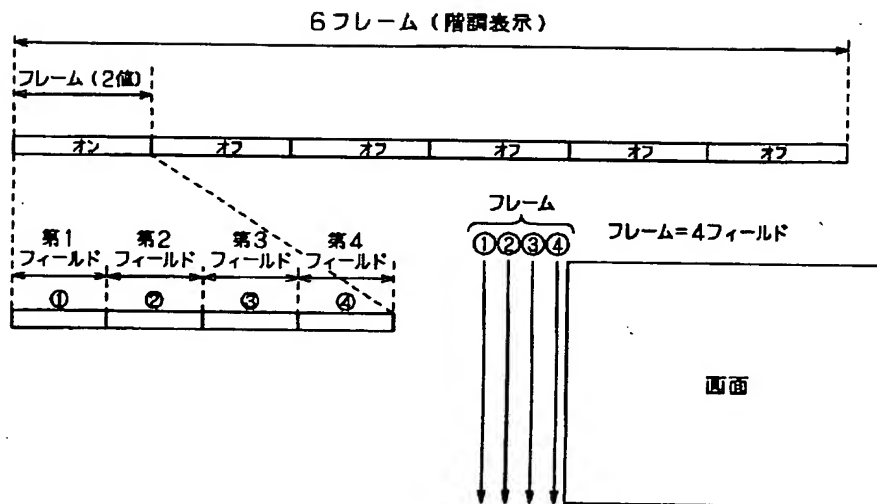 6フレーム（階調表示）
フレーム（2値）
オン オフ オフ オフ オフ オフ
第1フィールド 第2フィールド 第3フィールド 第4フィールド
① ② ③ ④
フレーム
①②③④
フレーム=4フィールド
画面